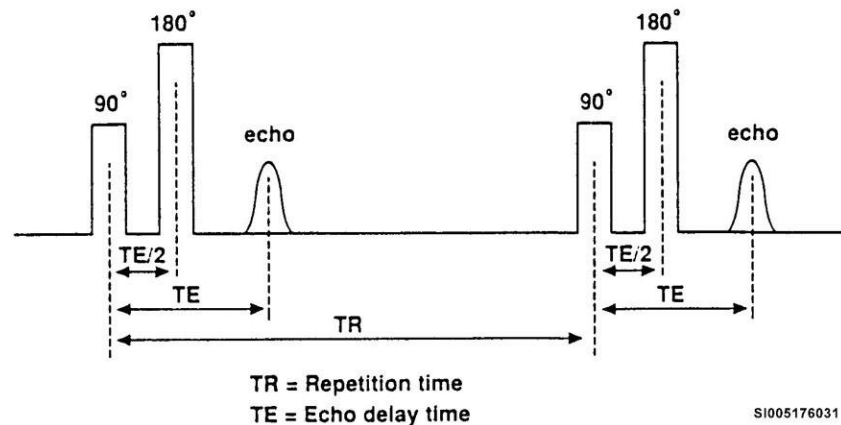 180° 180°
90° echo 90° echo
TE/2 TE/2
TE TE
TR
TR = Repetition time
TE = Echo delay time
SI005176031